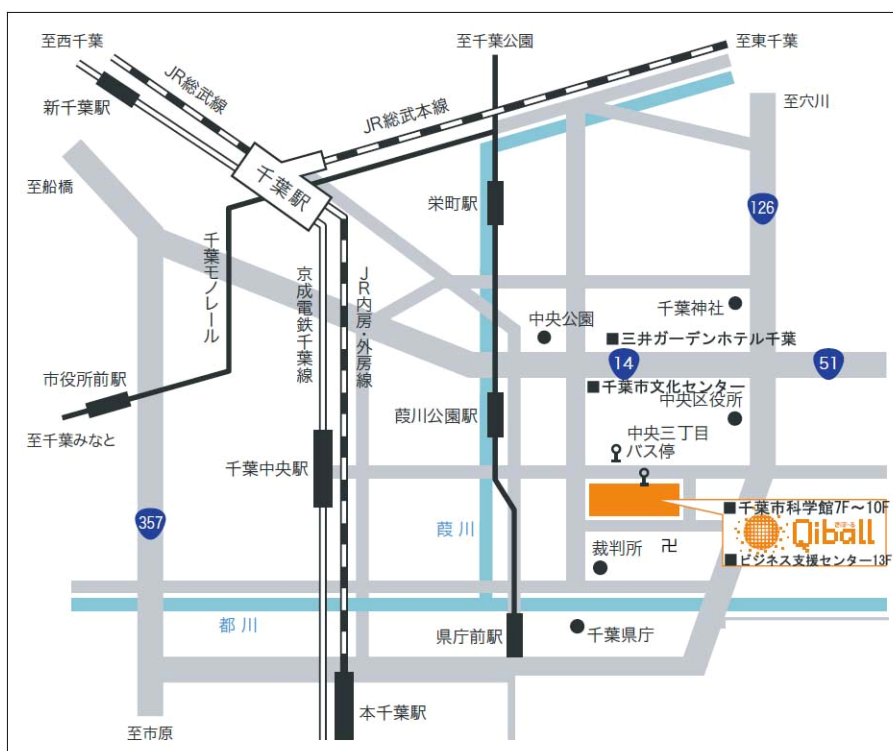 至西千葉
至千葉公園
至東千葉
JR総武線
新千葉駅
JR総武本線
至穴川
千葉駅
至船橋
栄町駅
126
千葉モノレール
京成電鉄千葉線
JR内房・外房線
千葉神社
中央公園
■三井ガーデンホテル千葉
14
51
市役所前駅
■千葉市文化センター
中央区役所
葭川公園駅
至千葉みなと
中央三丁目
バス停
千葉中央駅
357
葭川
■千葉市科学館7F～10F
Qiball
■ビジネス支援センター13F
裁判所
卍
都川
県庁前駅
千葉県庁
本千葉駅
至市原